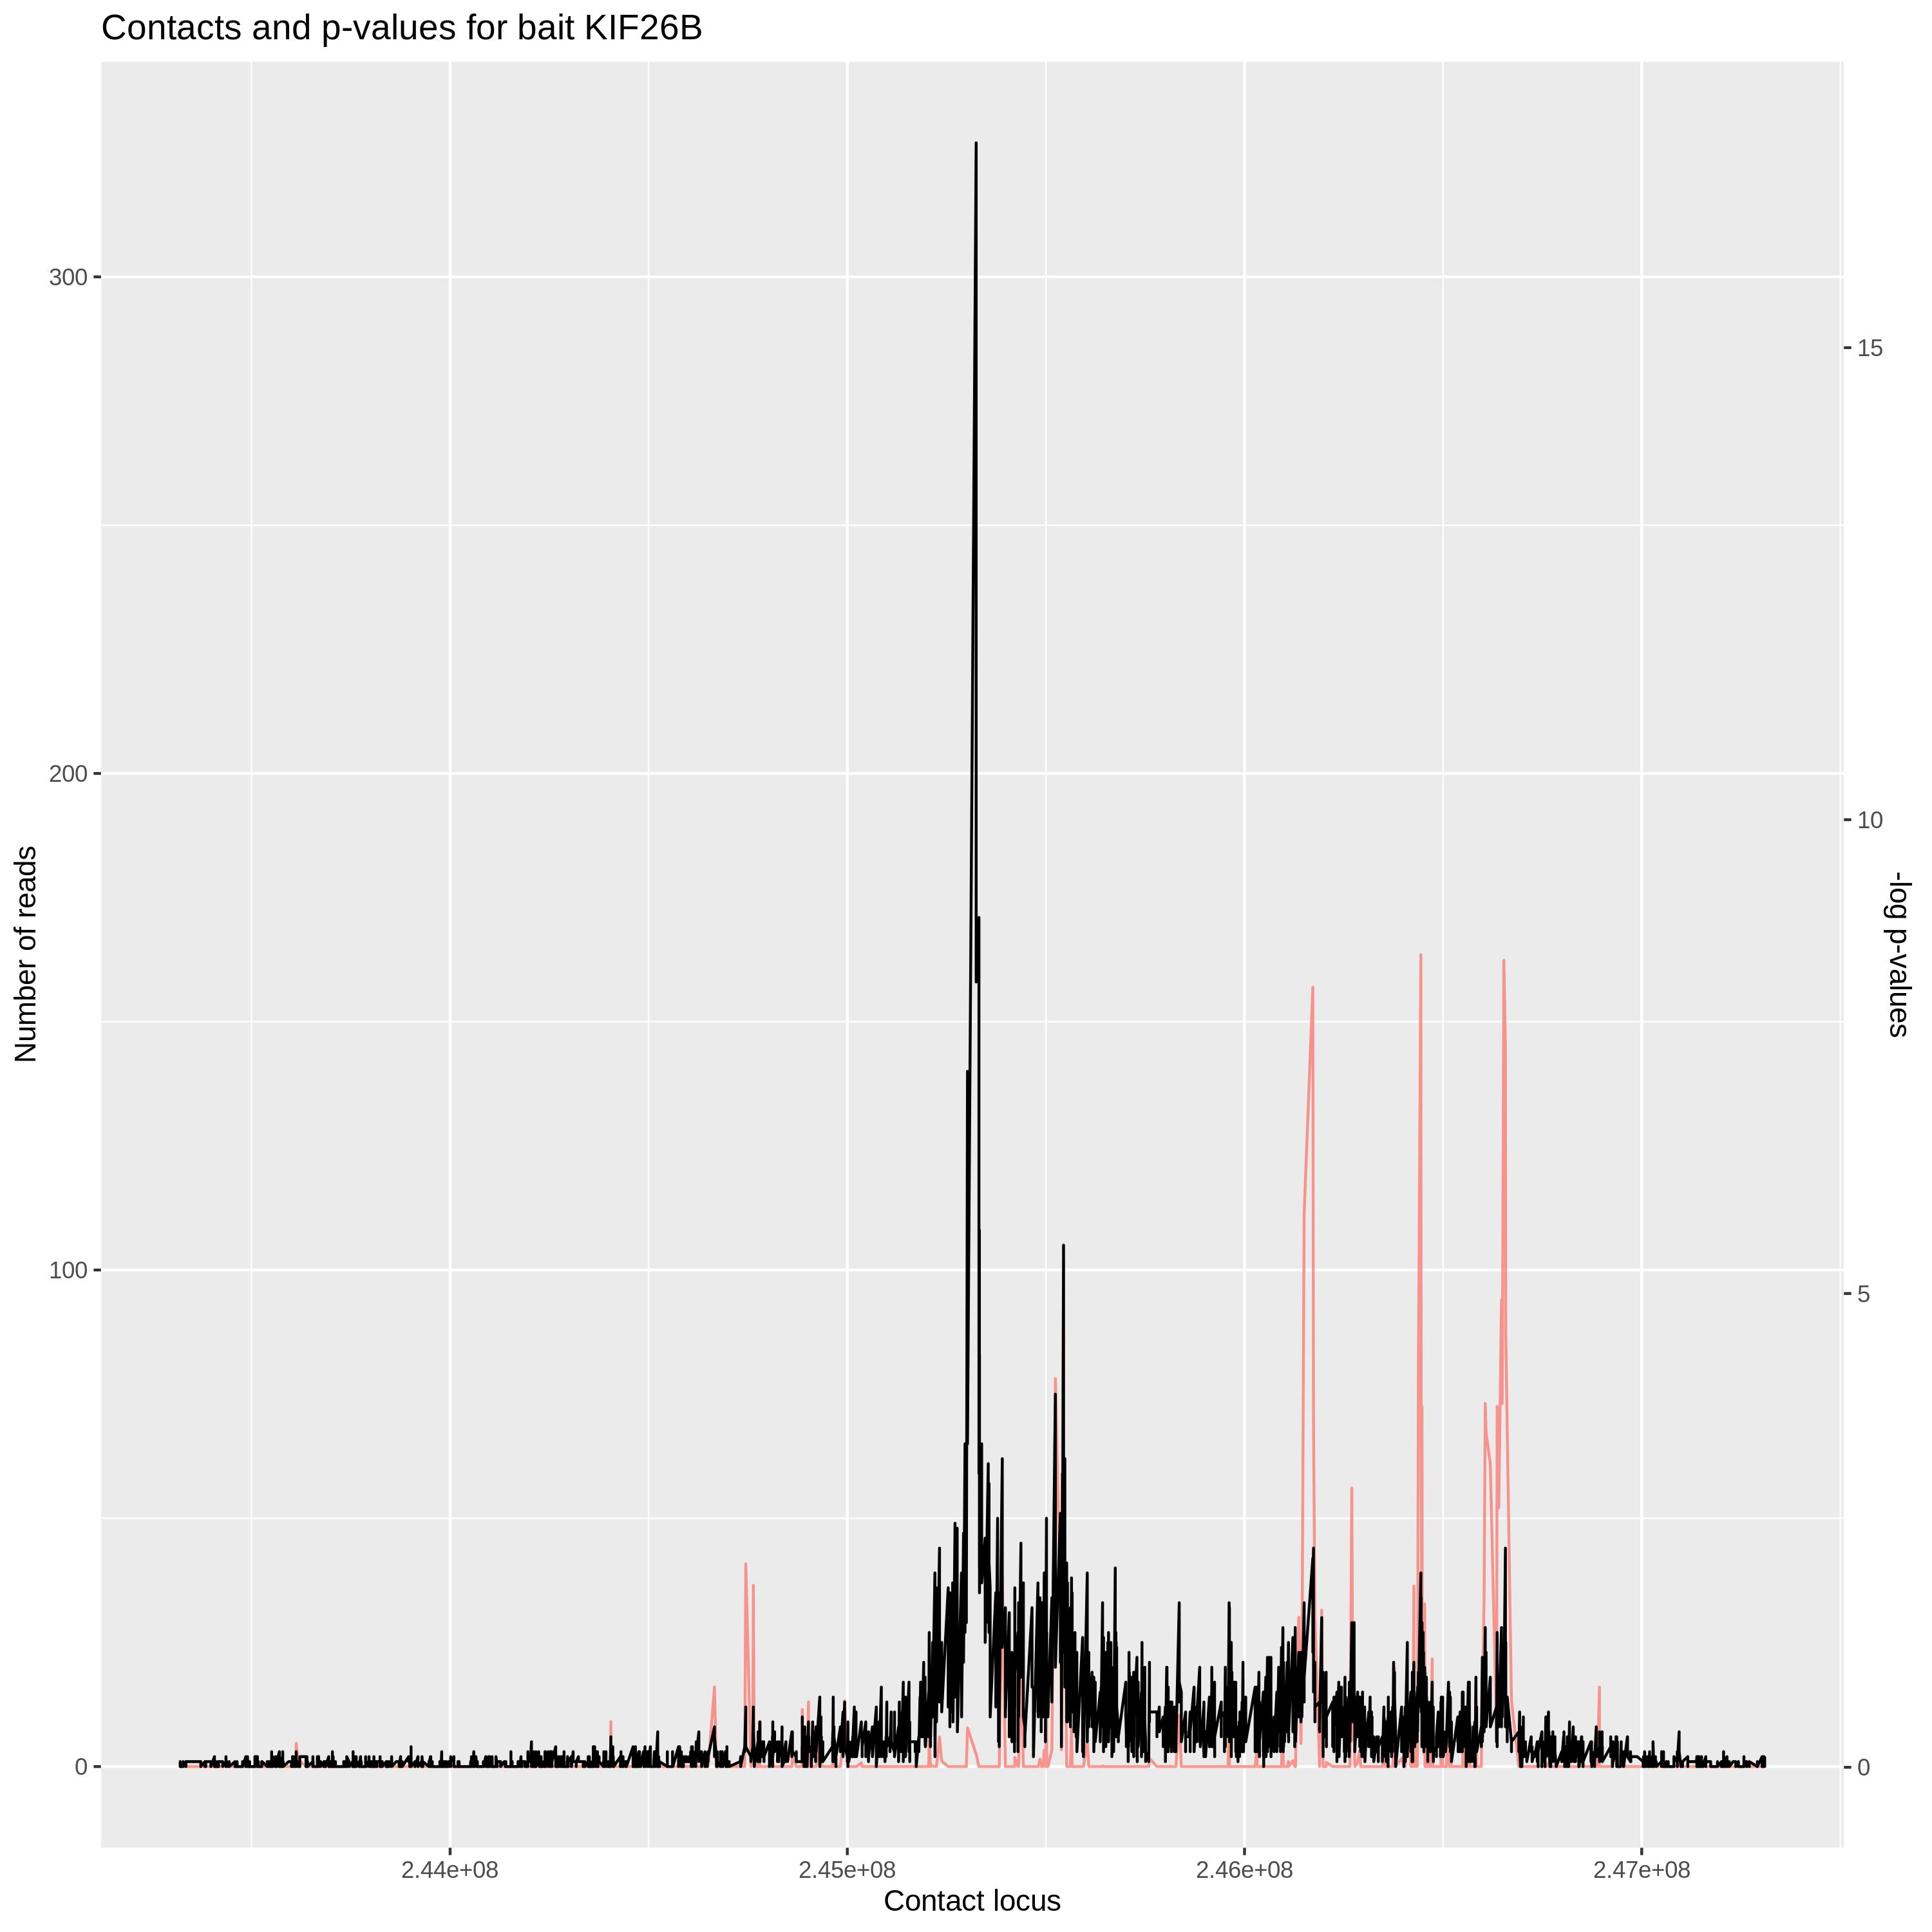 Contacts and p-values for bait KIF26B
300
200
100
0
Number of reads
15
10
5
0
-log p-values
2.44e+08 2.45e+08 2.46e+08 2.47e+08
Contact locus